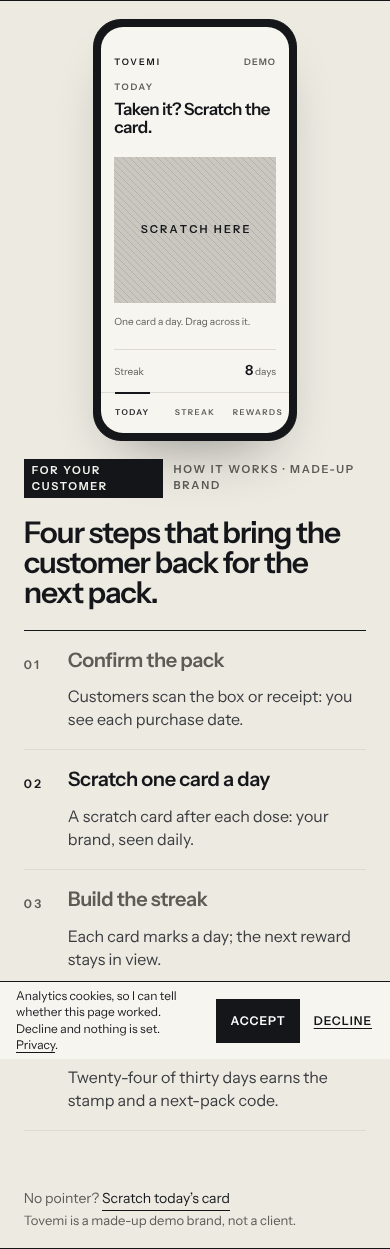 TOVEMI DEMO
TODAY
Taken it? Scratch the
card.
SCRATCH HERE
One card a day. Drag across it.
Streak 8 days
TODAY STREAK REWARDS
FOR YOUR
CUSTOMER
HOW IT WORKS · MADE-UP
BRAND
Four steps that bring the
customer back for the
next pack.
01 Confirm the pack
Customers scan the box or receipt: you
see each purchase date.
02 Scratch one card a day
A scratch card after each dose: your
brand, seen daily.
03 Build the streak
Each card marks a day; the next reward
stays in view.
Analytics cookies, so I can tell
whether this page worked.
Decline and nothing is set.
Privacy.
ACCEPT DECLINE
Twenty-four of thirty days earns the
stamp and a next-pack code.
No pointer? Scratch today's card
Tovemi is a made-up demo brand, not a client.